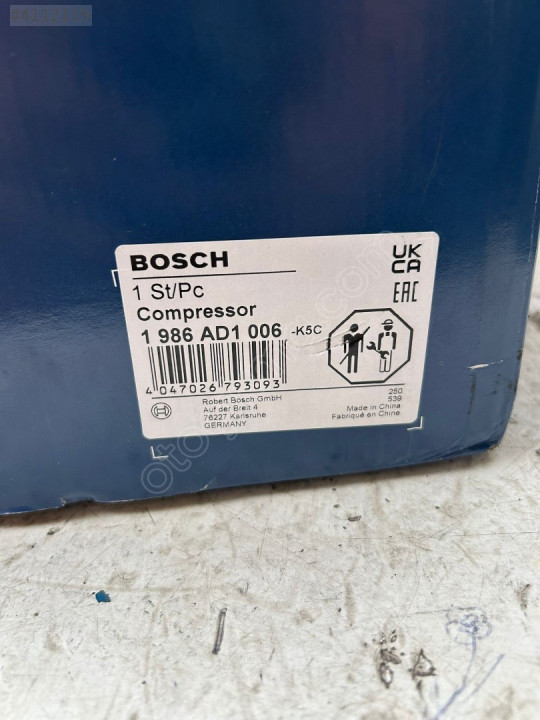 BOSCH
1 St/Pc
Compressor
1 986 AD1 006 -K5C
4 047026 793093
Robert Bosch GmbH
Auf der Breit 4
76227 Karlsruhe
GERMANY
UK
CA
EAC
250
539
Made in China
Fabriqué en Chine